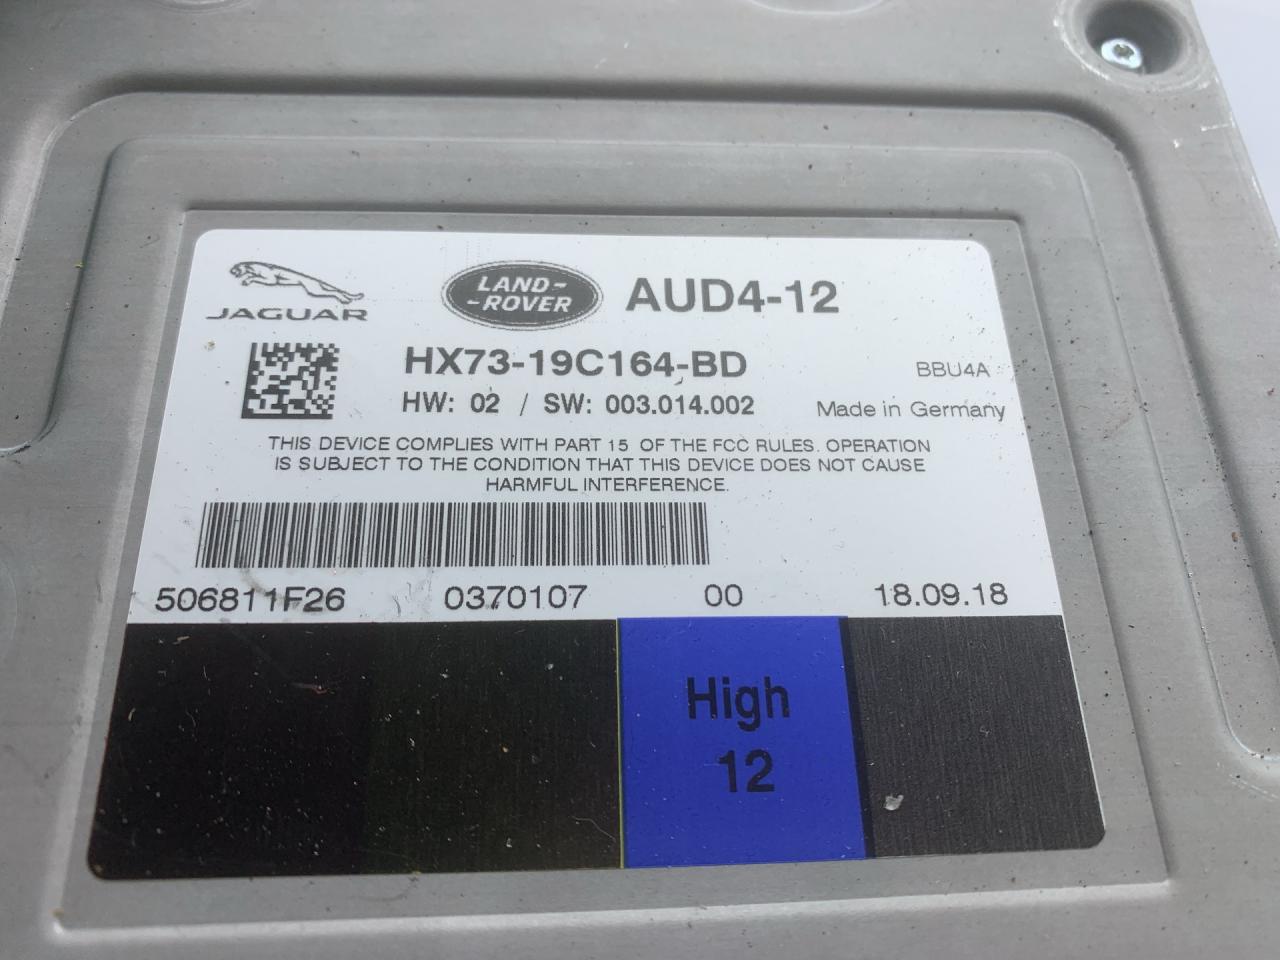 JAGUAR
LAND-
-ROVER
AUD4-12
HX73-19C164-BD
BBU4A
HW: 02 / SW: 003.014.002
Made in Germany
THIS DEVICE COMPLIES WITH PART 15 OF THE FCC RULES. OPERATION
IS SUBJECT TO THE CONDITION THAT THIS DEVICE DOES NOT CAUSE
HARMFUL INTERFERENCE.
506811F26 0370107 00 18.09.18
High
12